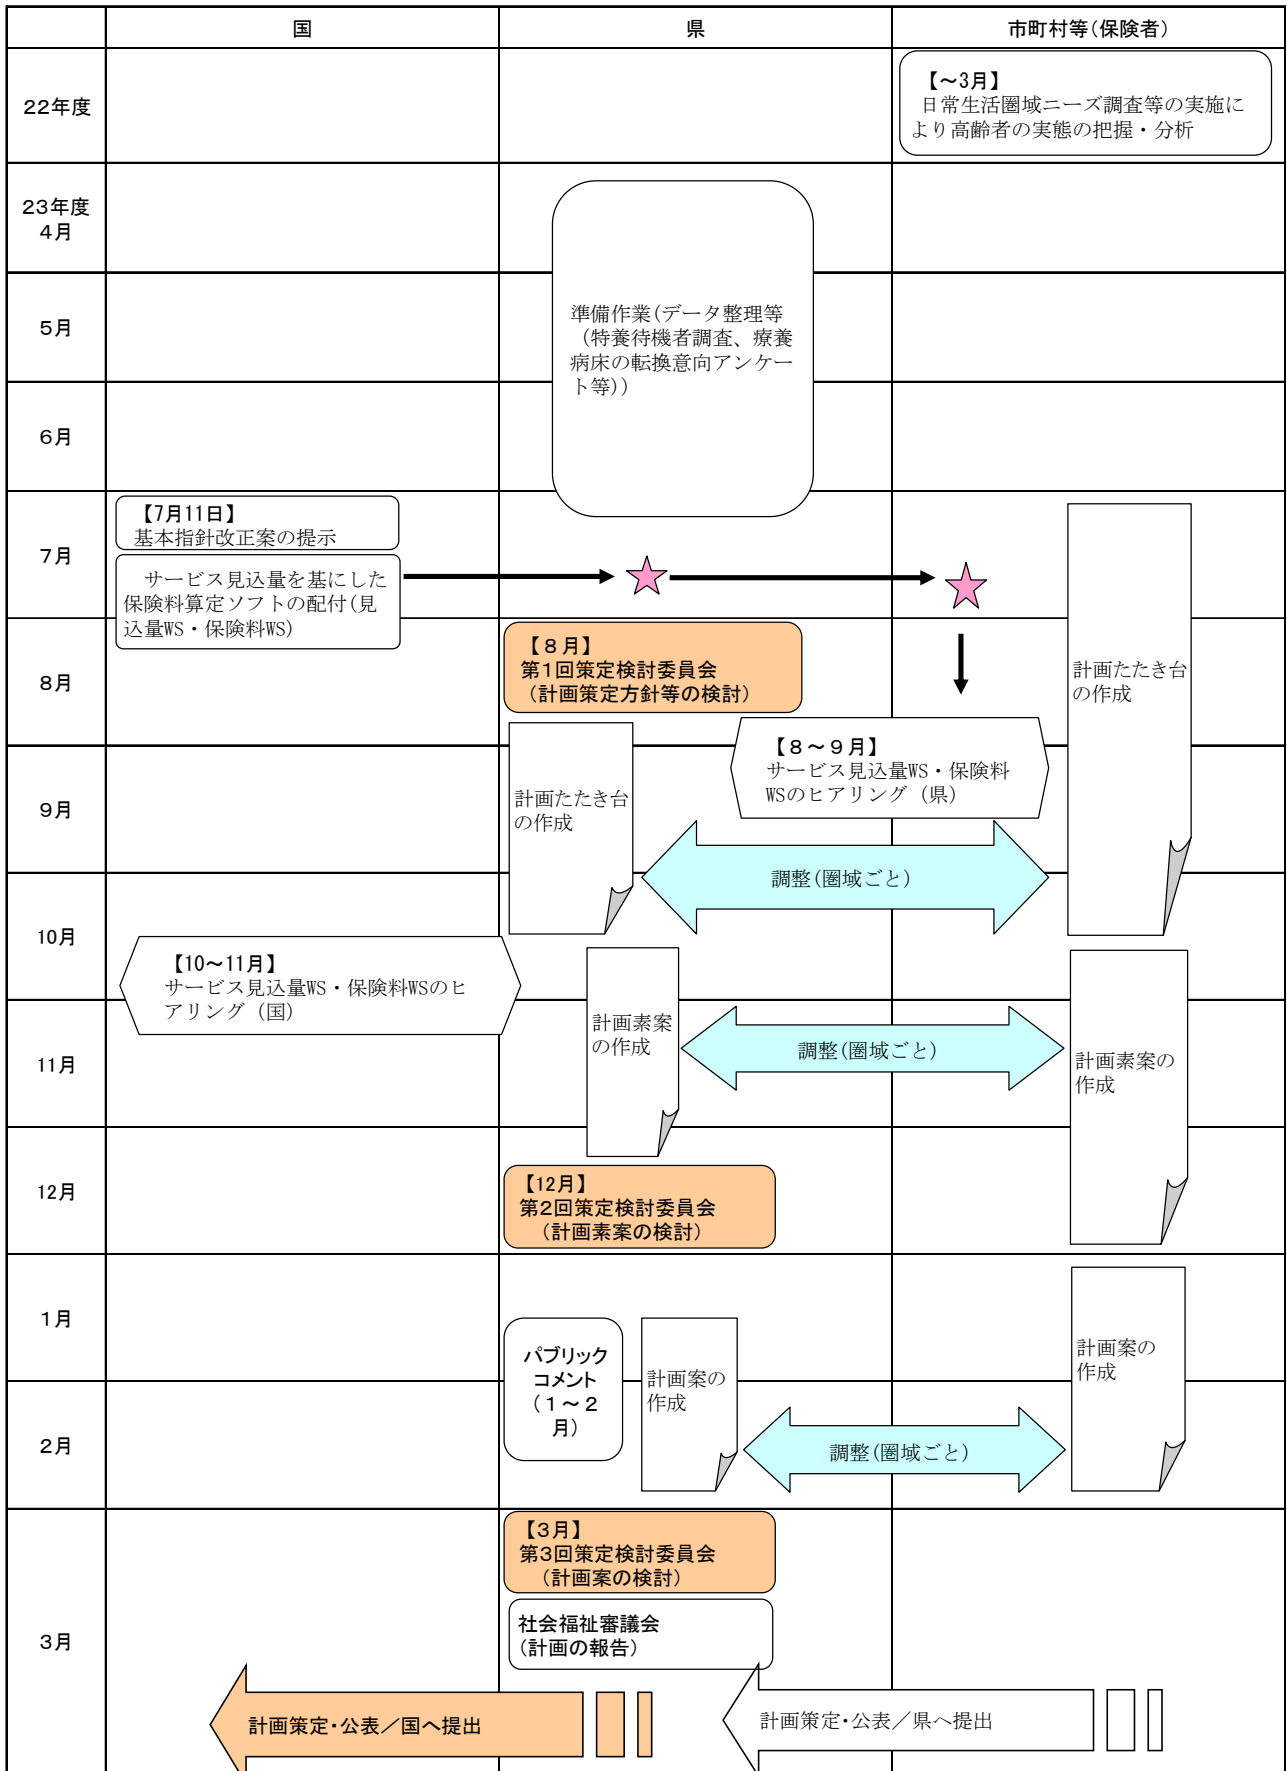 国
県
市町村等(保険者)
22年度
【～3月】
日常生活圏域ニーズ調査等の実施に
より高齢者の実態の把握・分析
23年度
4月
5月
準備作業(データ整理等
(特養待機者調査、療養
病床の転換意向アンケー
ト等))
6月
7月
【7月11日】
基本指針改正案の提示
サービス見込量を基にした
保険料算定ソフトの配付(見
込量WS・保険料WS)
8月
【8月】
第1回策定検討委員会
(計画策定方針等の検討)
計画たたき台
の作成
【8～9月】
サービス見込量WS・保険料
WSのヒアリング(県)
9月
計画たたき台
の作成
調整(圏域ごと)
10月
【10～11月】
サービス見込量WS・保険料WSのヒ
アリング(国)
11月
計画素案
の作成
調整(圏域ごと)
計画素案の
作成
12月
【12月】
第2回策定検討委員会
(計画素案の検討)
1月
パブリック
コメント
(1～2
月)
計画案の
作成
計画案の
作成
2月
調整(圏域ごと)
3月
【3月】
第3回策定検討委員会
(計画案の検討)
社会福祉審議会
(計画の報告)
計画策定・公表／国へ提出
計画策定・公表／県へ提出